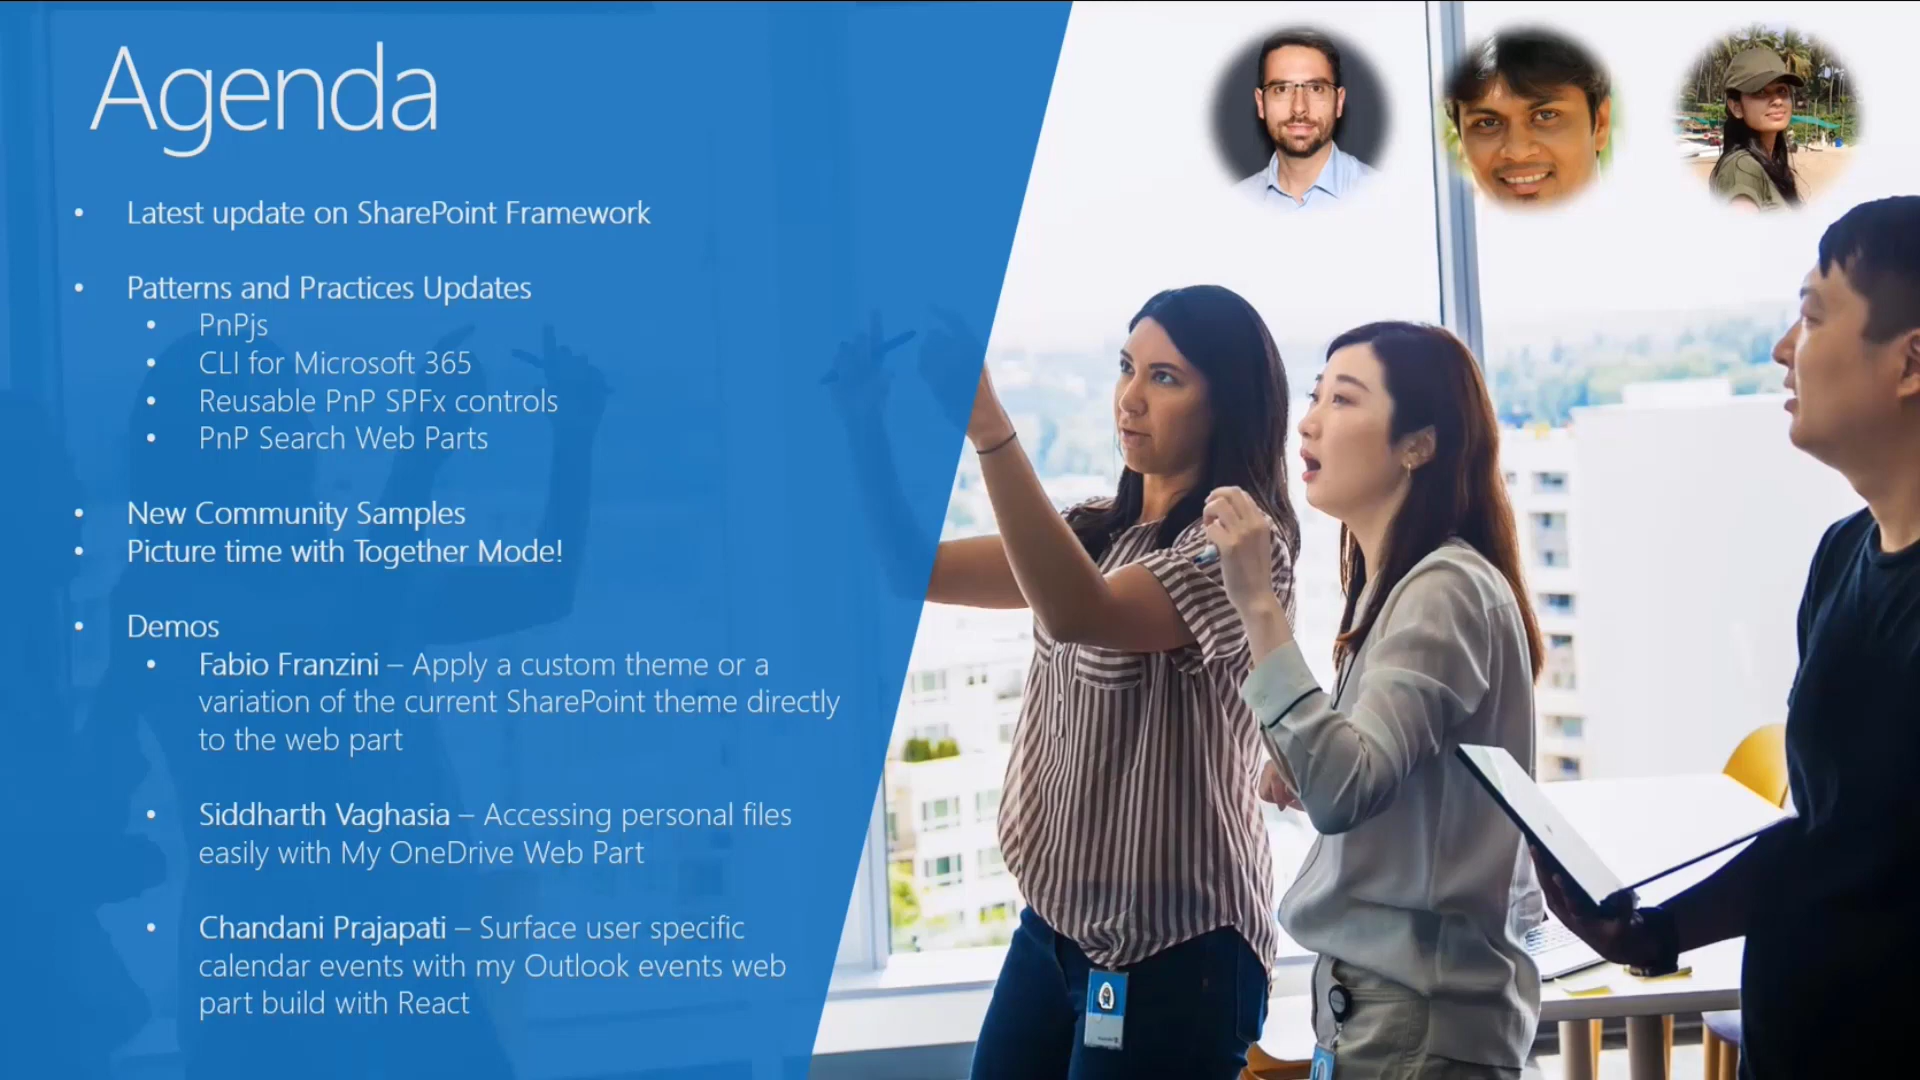 Agenda
• Latest update on SharePoint Framework
• Patterns and Practices Updates
• PnPjs
• CLI for Microsoft 365
• Reusable PnP SPFx controls
• PnP Search Web Parts
• New Community Samples
• Picture time with Together Mode!
• Demos
• Fabio Franzini – Apply a custom theme or a
variation of the current SharePoint theme directly
to the web part
• Siddharth Vaghasia – Accessing personal files
easily with My OneDrive Web Part
• Chandani Prajapati – Surface user specific
calendar events with my Outlook events web
part build with React